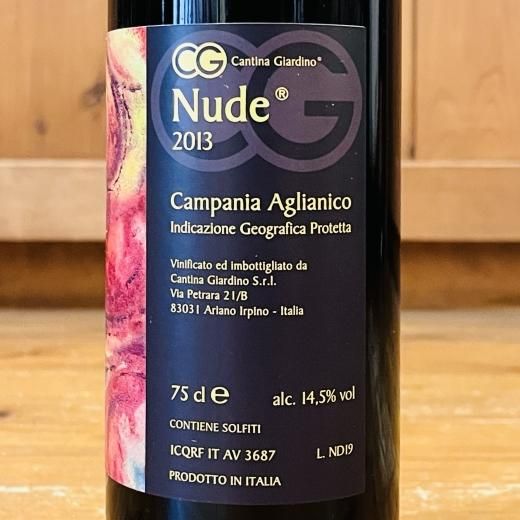 CG Cantina Giardino®
Nude®
2013
Campania Aglianico
Indicazione Geografica Protetta
Vinificato ed imbottigliato da
Cantina Giardino S.r.l.
Via Petrara 21/B
83031 Ariano Irpino - Italia
75 cl e alc. 14,5% vol
CONTIENE SOLFITI
ICQRF IT AV 3687 L. ND19
PRODOTTO IN ITALIA